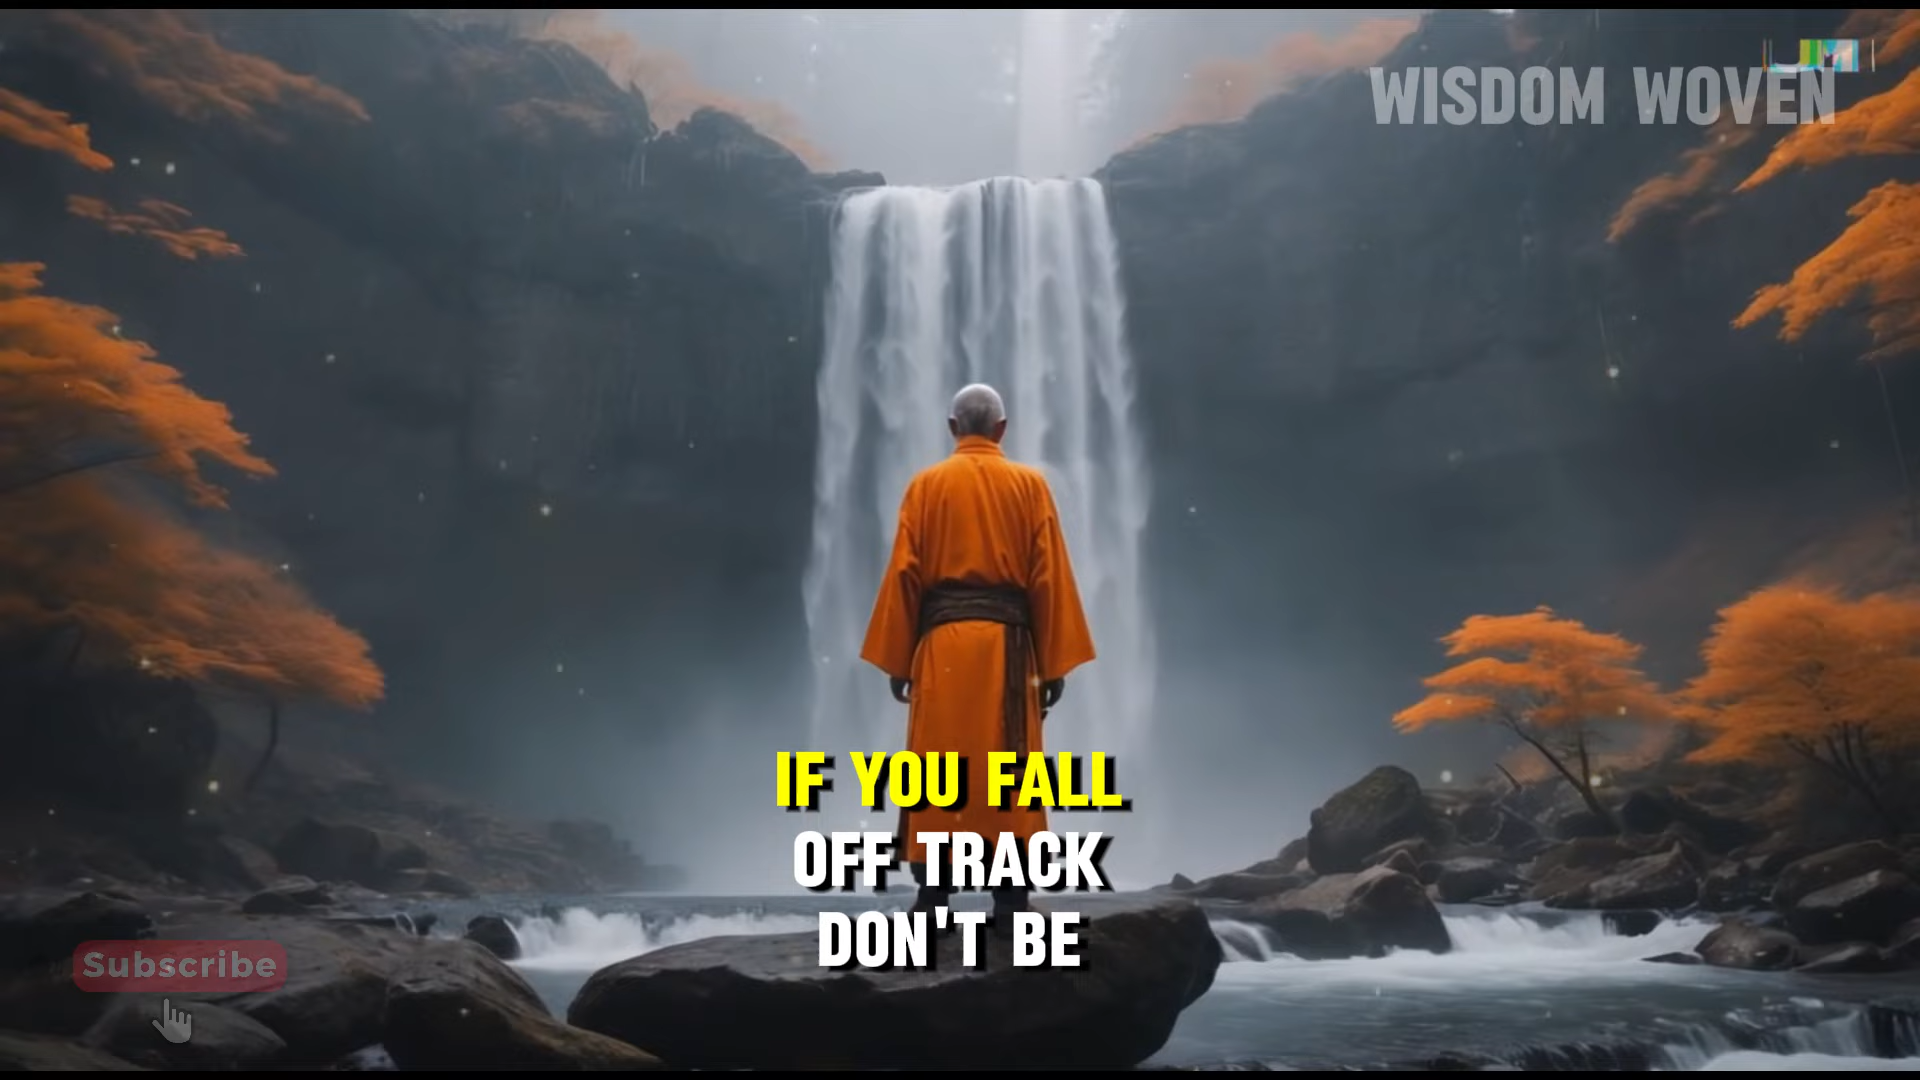 WISDOM WOVEN
IF YOU FALL
OFF TRACK
DON'T BE
Subscribe